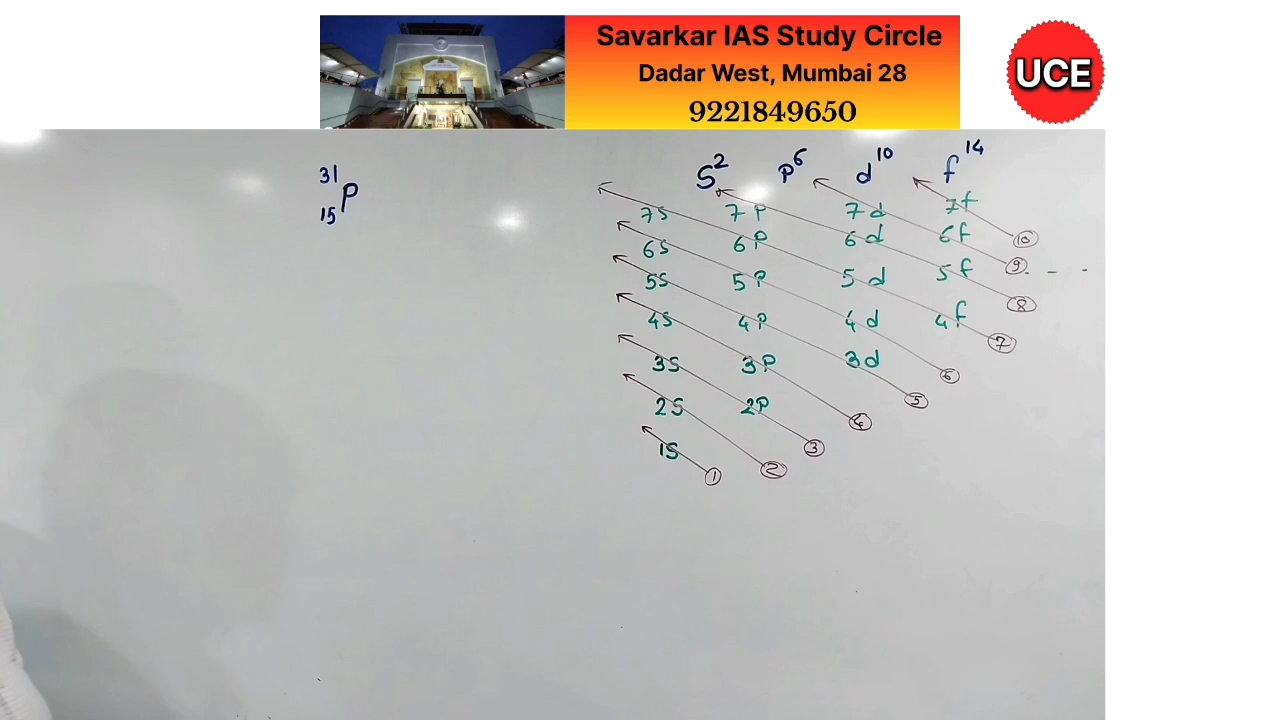 Savarkar IAS Study Circle
Dadar West, Mumbai 28
9221849650
UCE
31
15 P
S² P⁶ d¹⁰ f¹⁴
7S 7P 7d 7f
6S 6P 6d 6f
5S 5P 5d 5f
4S 4P 4d 4f
3S 3P 3d
2S 2P
1S
10
9
8
7
6
5
4
3
2
1